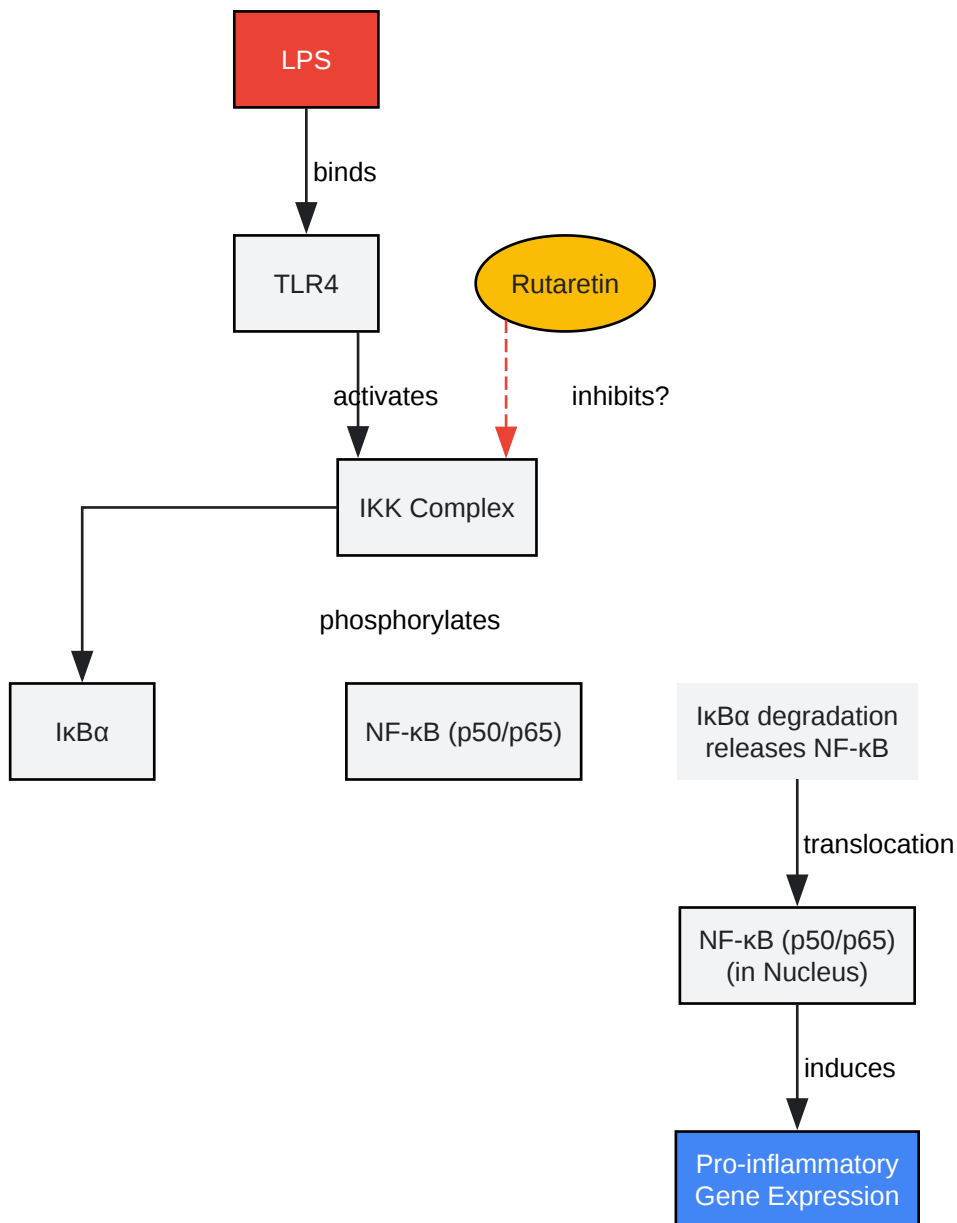 LPS
binds
TLR4
Rutaretin
activates
inhibits?
IKK Complex
phosphorylates
IκBα
NF-κB (p50/p65)
IκBα degradation
releases NF-κB
translocation
NF-κB (p50/p65)
(in Nucleus)
induces
Pro-inflammatory
Gene Expression